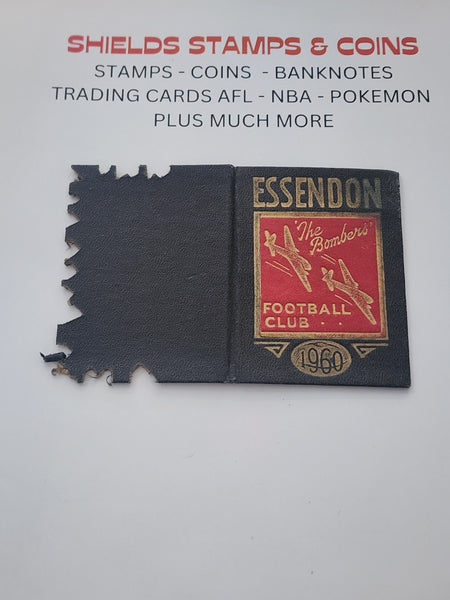 SHIELDS STAMPS & COINS
STAMPS - COINS - BANKNOTES
TRADING CARDS AFL - NBA - POKEMON
PLUS MUCH MORE
ESSENDON
'The
Bombers'
FOOTBALL
CLUB . .
1960